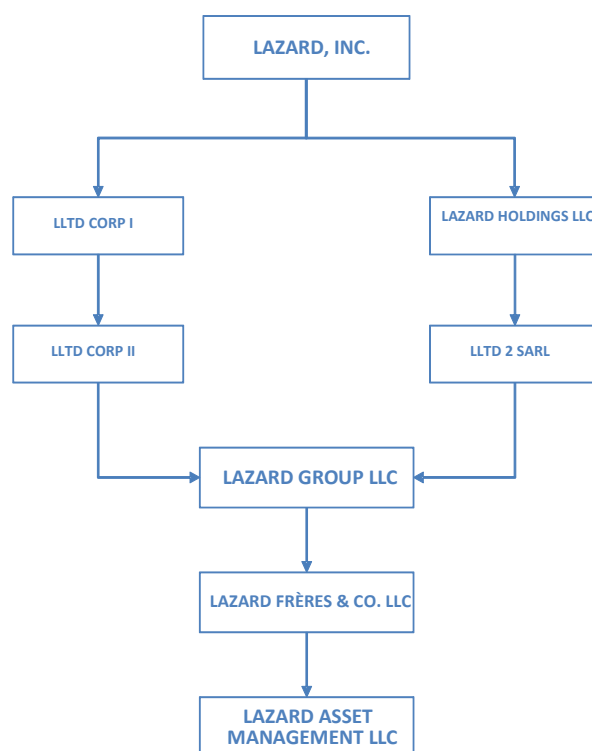 LAZARD, INC.
LLTD CORP I
LAZARD HOLDINGS LLC
LLTD CORP II
LLTD 2 SARL
LAZARD GROUP LLC
LAZARD FRÈRES & CO. LLC
LAZARD ASSET
MANAGEMENT LLC